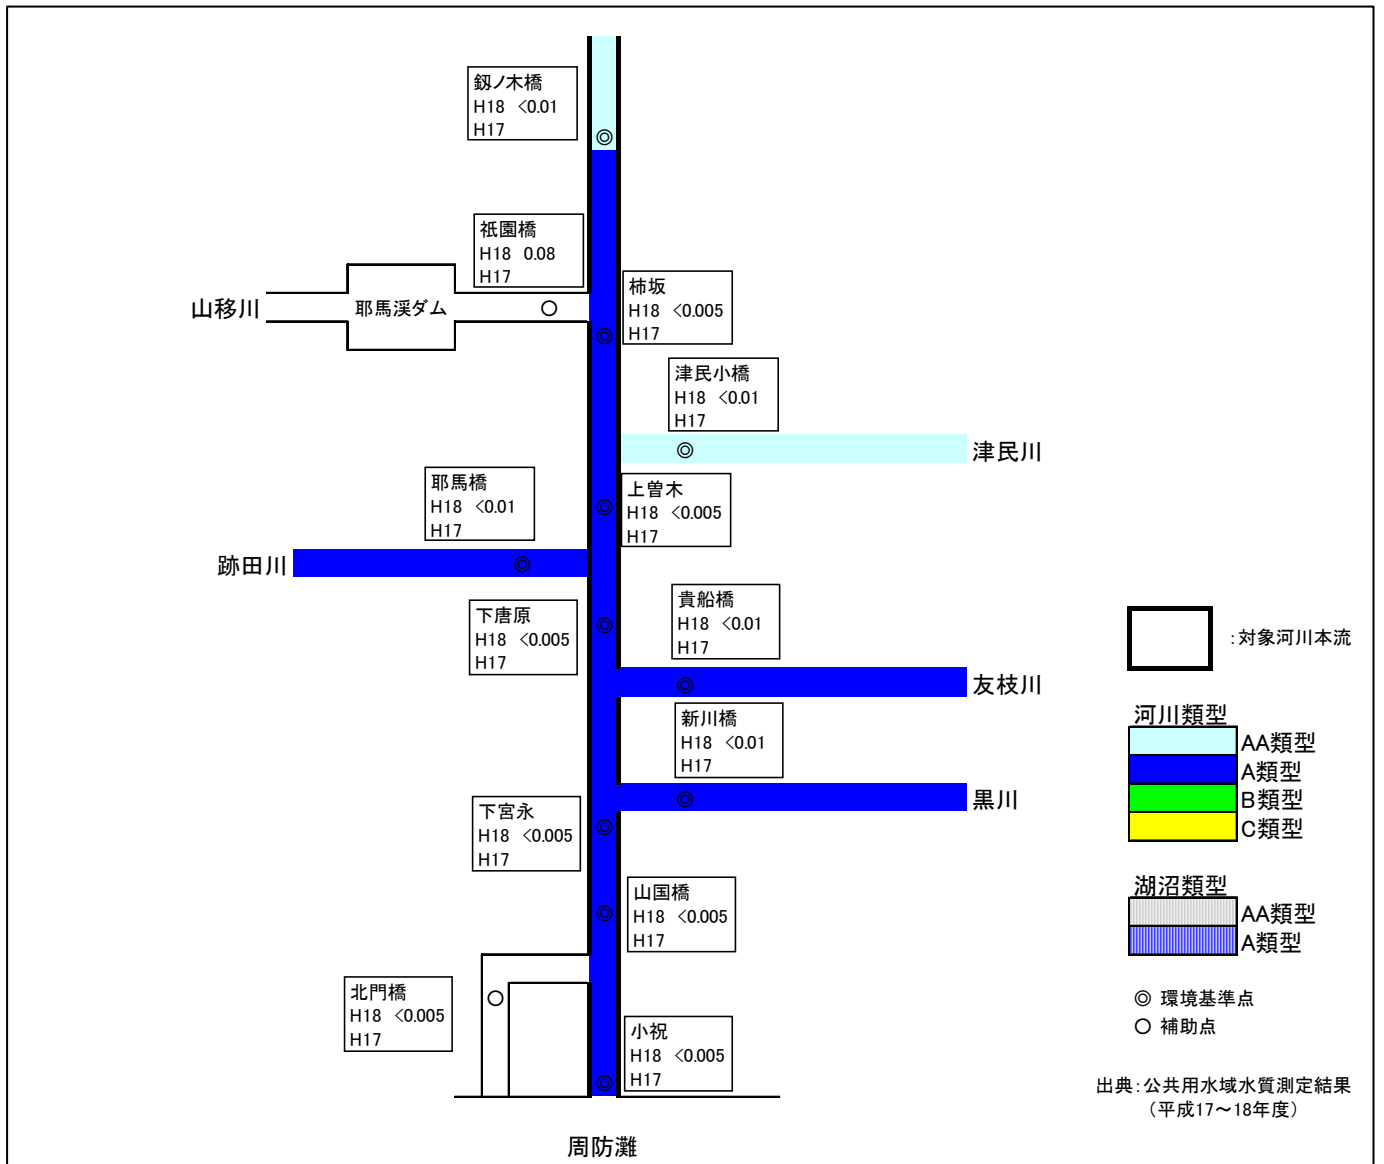 釼ノ木橋
H18 <0.01
H17
祇園橋
H18 0.08
H17
山移川
耶馬渓ダム
柿坂
H18 <0.005
H17
津民小橋
H18 <0.01
H17
津民川
耶馬橋
H18 <0.01
H17
上曽木
H18 <0.005
H17
跡田川
下唐原
H18 <0.005
H17
貴船橋
H18 <0.01
H17
友枝川
新川橋
H18 <0.01
H17
黒川
下宮永
H18 <0.005
H17
山国橋
H18 <0.005
H17
北門橋
H18 <0.005
H17
小祝
H18 <0.005
H17
周防灘
:対象河川本流
河川類型
AA類型
A類型
B類型
C類型
湖沼類型
AA類型
A類型
◎ 環境基準点
○ 補助点
出典:公共用水域水質測定結果
(平成17～18年度)